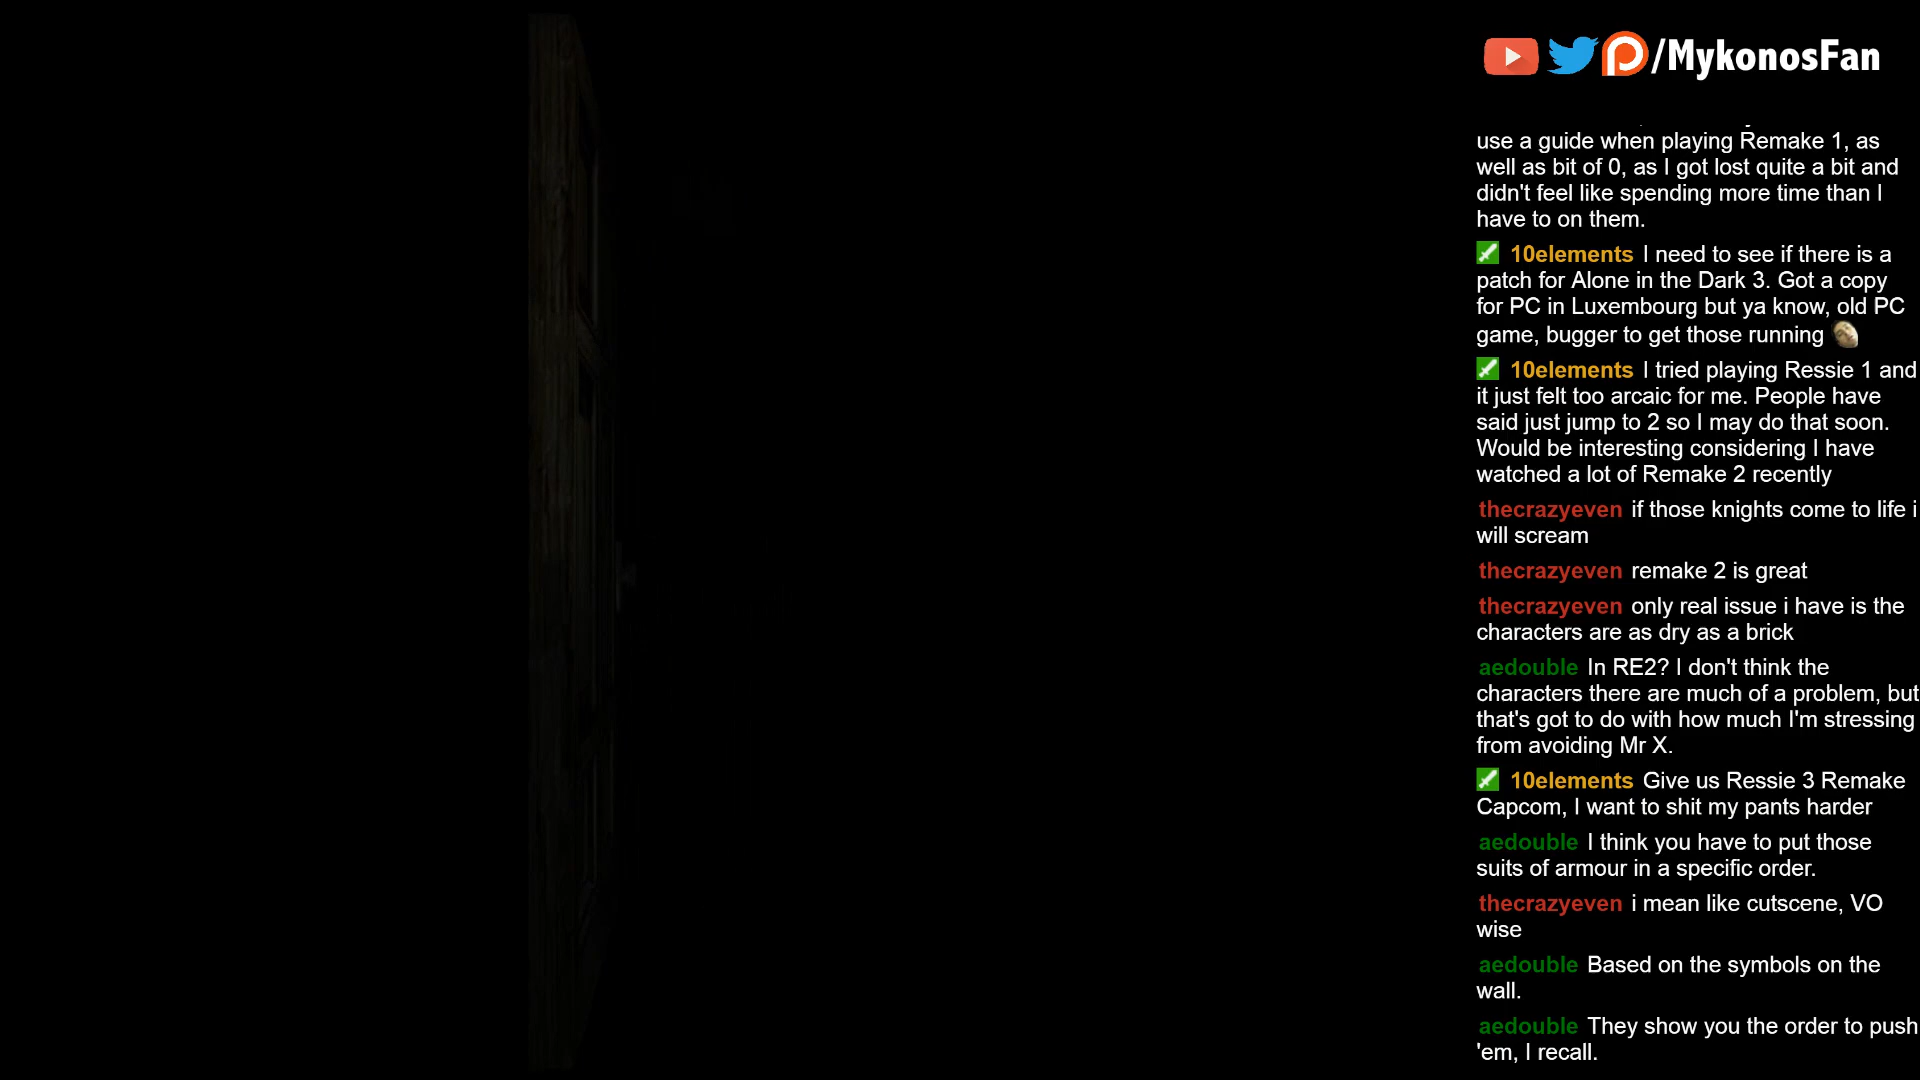 /MykonosFan
use a guide when playing Remake 1, as
well as bit of 0, as I got lost quite a bit and
didn't feel like spending more time than I
have to on them.
10elements I need to see if there is a
patch for Alone in the Dark 3. Got a copy
for PC in Luxembourg but ya know, old PC
game, bugger to get those running
10elements I tried playing Ressie 1 and
it just felt too arcaic for me. People have
said just jump to 2 so I may do that soon.
Would be interesting considering I have
watched a lot of Remake 2 recently
thecrazyeven if those knights come to life i
will scream
thecrazyeven remake 2 is great
thecrazyeven only real issue i have is the
characters are as dry as a brick
aedouble In RE2? I don't think the
characters there are much of a problem, but
that's got to do with how much I'm stressing
from avoiding Mr X.
10elements Give us Ressie 3 Remake
Capcom, I want to shit my pants harder
aedouble I think you have to put those
suits of armour in a specific order.
thecrazyeven i mean like cutscene, VO
wise
aedouble Based on the symbols on the
wall.
aedouble They show you the order to push
'em, I recall.